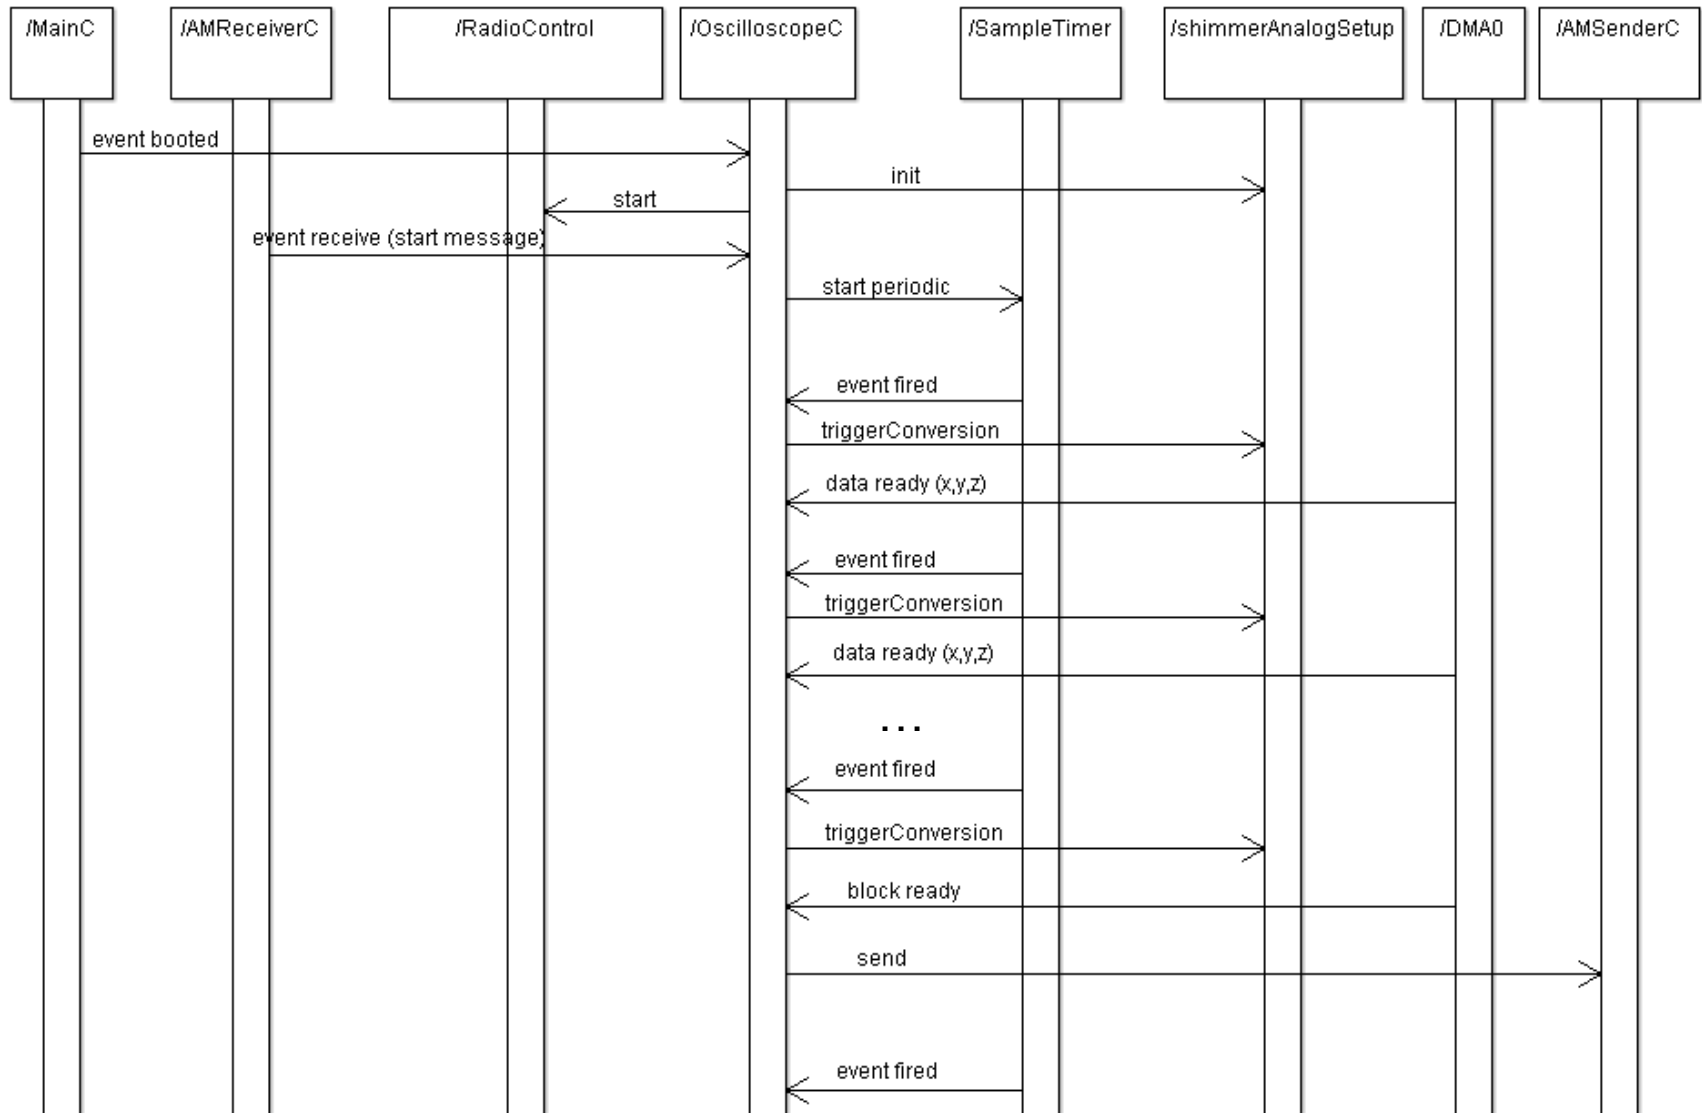 /MainC
/AMReceiverC
/RadioControl
/OscilloscopeC
/SampleTimer
/shimmerAnalogSetup
/DMA0
/AMSenderC
event booted
init
start
event receive (start message)
start periodic
event fired
triggerConversion
data ready (x,y,z)
event fired
triggerConversion
data ready (x,y,z)
...
event fired
triggerConversion
block ready
send
event fired